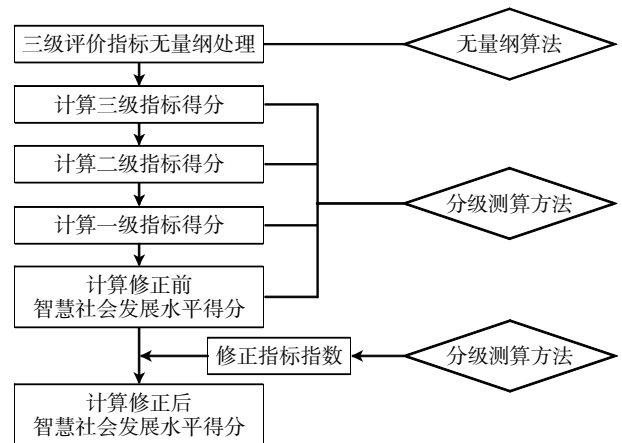 三级评价指标无量纲处理
无量纲算法
计算三级指标得分
计算二级指标得分
分级测算方法
计算一级指标得分
计算修正前
智慧社会发展水平得分
修正指标指数
分级测算方法
计算修正后
智慧社会发展水平得分